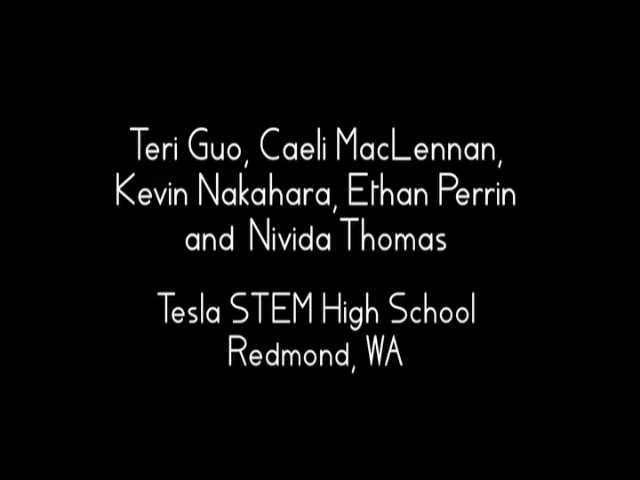 Teri Guo, Caeli MacLennan,
Kevin Nakahara, Ethan Perrin
and Nivida Thomas
Tesla STEM High School
Redmond, WA